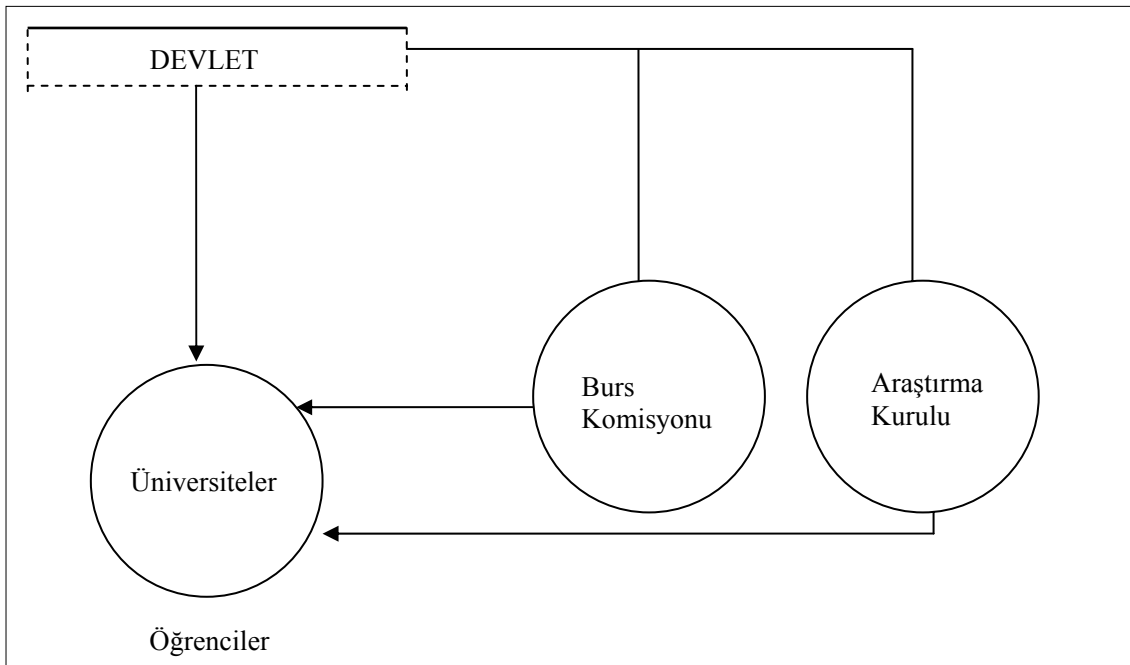 DEVLET
Burs
Komisyonu
Araştırma
Kurulu
Üniversiteler
Öğrenciler